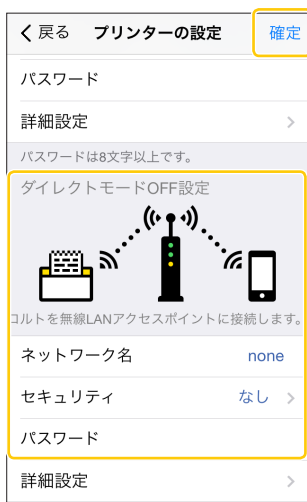 戻る プリンターの設定 確定
パスワード
詳細設定
パスワードは8文字以上です。
ダイレクトモードOFF設定
コルトを無線LANアクセスポイントに接続します。
ネットワーク名 none
セキュリティ なし
パスワード
詳細設定